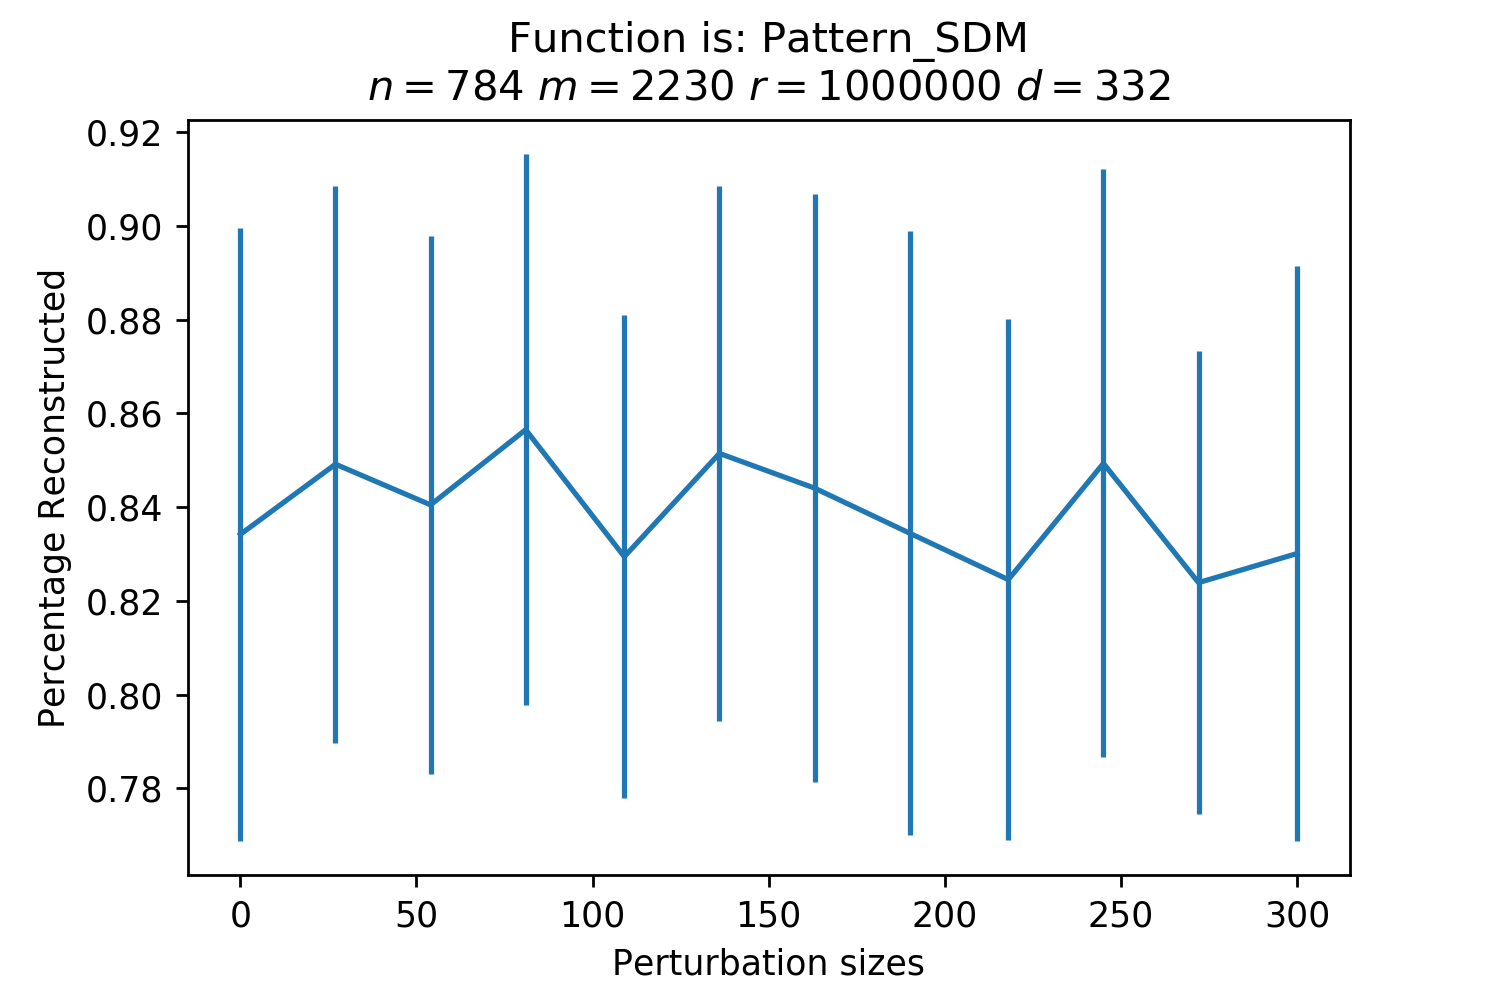 Function is: Pattern_SDM
n = 784 m = 2230 r = 1000000 d = 332
Percentage Reconstructed
0.92
0.90
0.88
0.86
0.84
0.82
0.80
0.78
0 50 100 150 200 250 300
Perturbation sizes